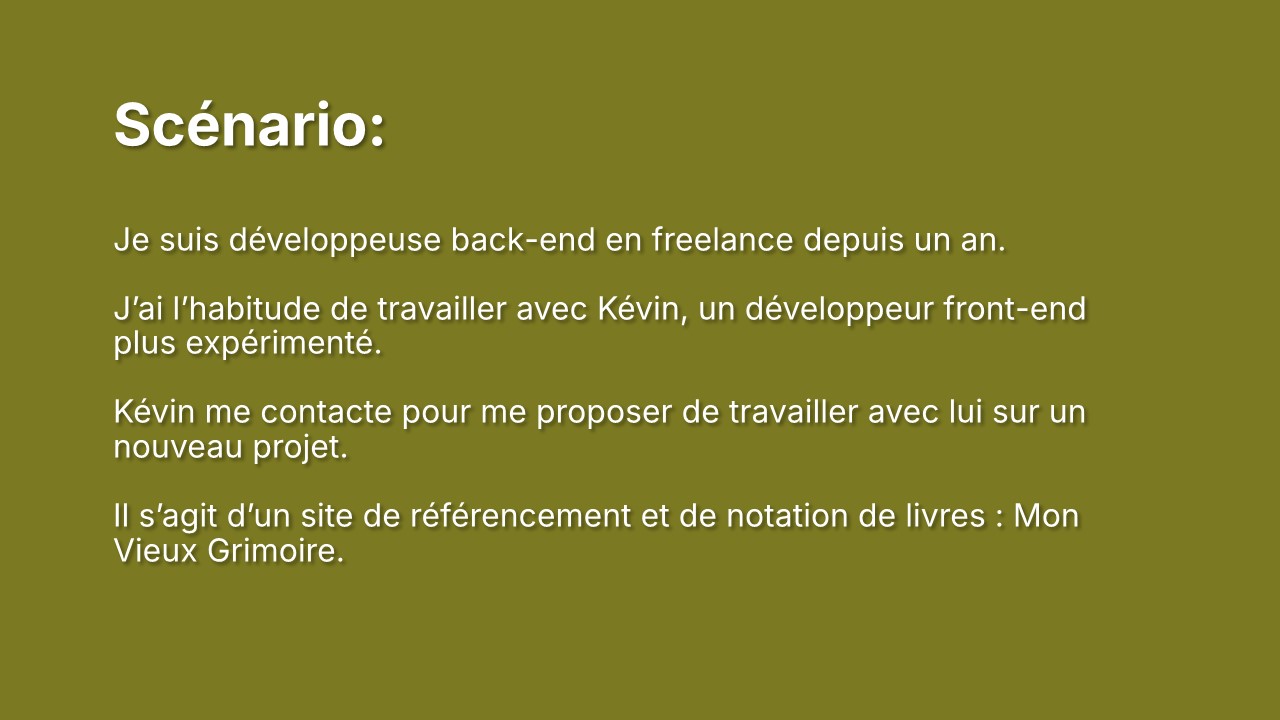 Scénario:
Je suis développeuse back-end en freelance depuis un an.
J’ai l’habitude de travailler avec Kévin, un développeur front-end
plus expérimenté.
Kévin me contacte pour me proposer de travailler avec lui sur un
nouveau projet.
Il s’agit d’un site de référencement et de notation de livres : Mon
Vieux Grimoire.